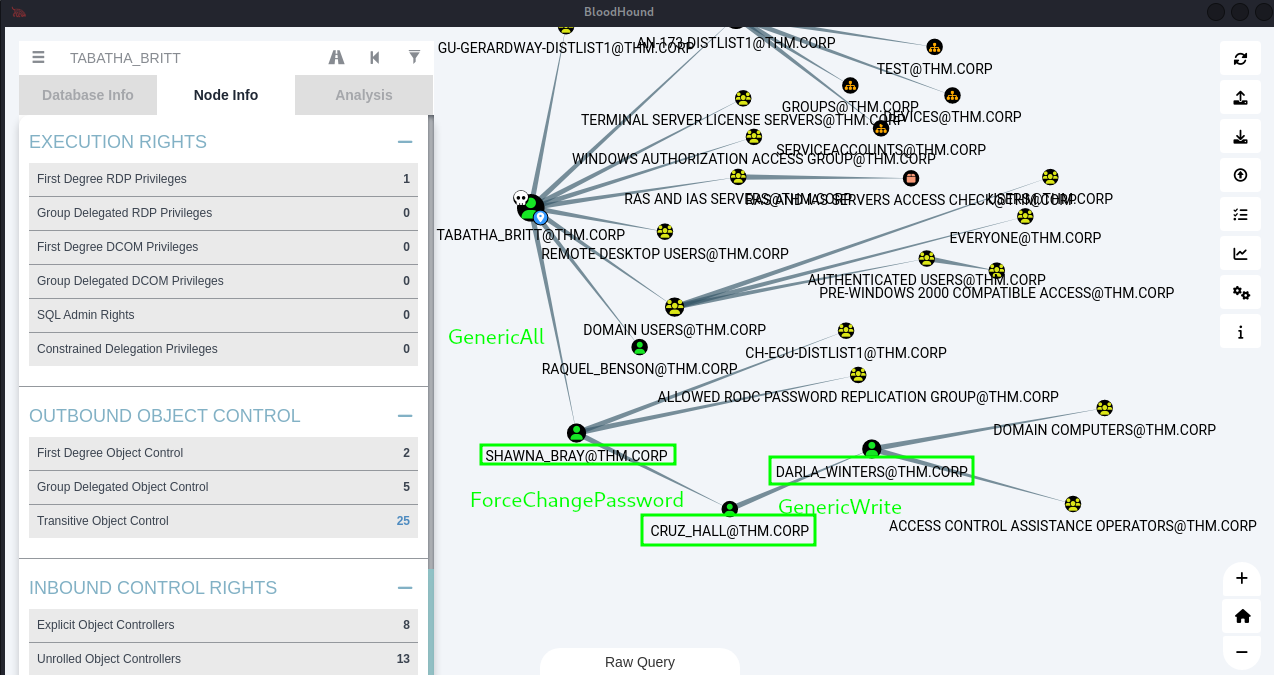 BloodHound
TABATHA_BRITT
Database Info
Node Info
Analysis
EXECUTION RIGHTS
First Degree RDP Privileges 1
Group Delegated RDP Privileges 0
First Degree DCOM Privileges 0
Group Delegated DCOM Privileges 0
SQL Admin Rights 0
Constrained Delegation Privileges 0
OUTBOUND OBJECT CONTROL
First Degree Object Control 2
Group Delegated Object Control 5
Transitive Object Control 25
INBOUND CONTROL RIGHTS
Explicit Object Controllers 8
Unrolled Object Controllers 13
GU-GERARDWAY-DISTLIST1@THM.CORP
AN-173-DISTLIST1@THM.CORP
TEST@THM.CORP
GROUPS@THM.CORP
DEVICES@THM.CORP
TERMINAL SERVER LICENSE SERVERS@THM.CORP
SERVICEACCOUNTS@THM.CORP
WINDOWS AUTHORIZATION ACCESS GROUP@THM.CORP
RAS AND IAS SERVERS@THM.CORP
RAS AND IAS SERVERS ACCESS CHECK@THM.CORP
USERS@THM.CORP
TABATHA_BRITT@THM.CORP
EVERYONE@THM.CORP
REMOTE DESKTOP USERS@THM.CORP
AUTHENTICATED USERS@THM.CORP
PRE-WINDOWS 2000 COMPATIBLE ACCESS@THM.CORP
DOMAIN USERS@THM.CORP
GenericAll
CH-ECU-DISTLIST1@THM.CORP
RAQUEL_BENSON@THM.CORP
ALLOWED RODC PASSWORD REPLICATION GROUP@THM.CORP
DOMAIN COMPUTERS@THM.CORP
SHAWNA_BRAY@THM.CORP
DARLA_WINTERS@THM.CORP
ForceChangePassword
GenericWrite
ACCESS CONTROL ASSISTANCE OPERATORS@THM.CORP
CRUZ_HALL@THM.CORP
Raw Query